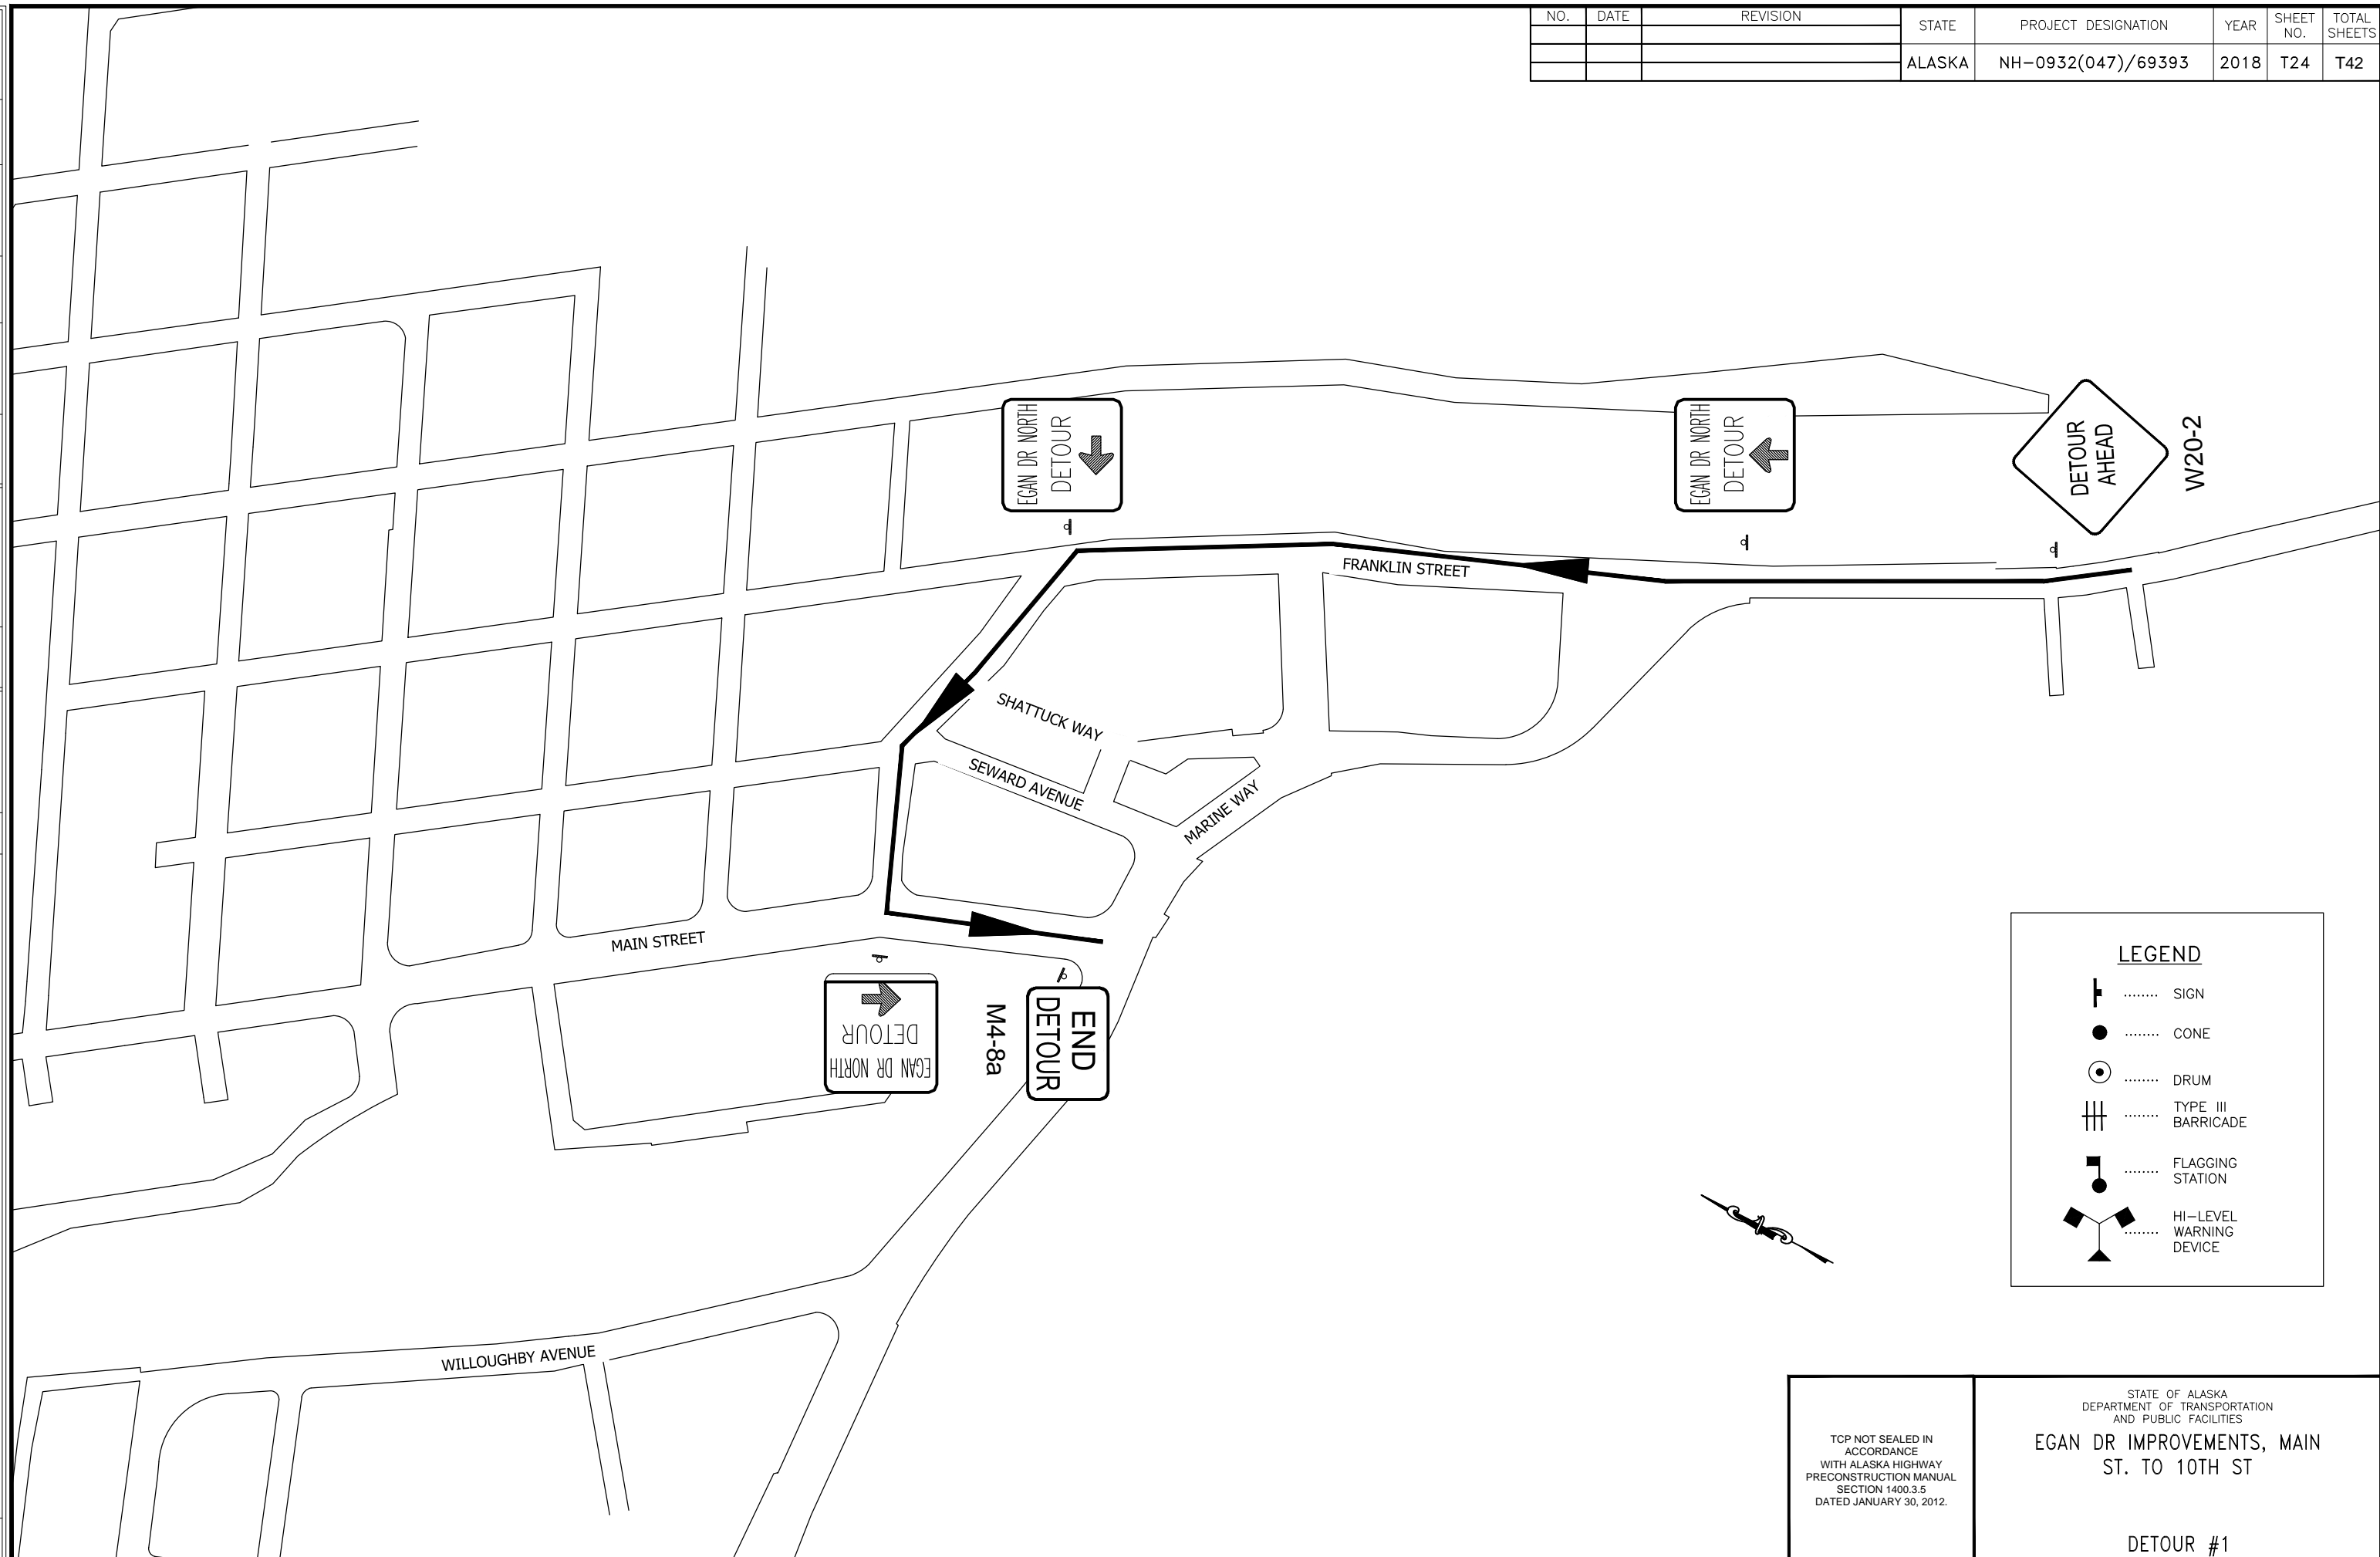 NO. DATE REVISION STATE PROJECT DESIGNATION YEAR SHEET NO. TOTAL SHEETS
ALASKA NH-0932(047)/69393 2018 T24 T42
EGAN DR NORTH
DETOUR
EGAN DR NORTH
DETOUR
DETOUR
AHEAD
W20-2
FRANKLIN STREET
SHATTUCK WAY
SEWARD AVENUE
MARINE WAY
MAIN STREET
EGAN DR NORTH
DETOUR
M4-8a
END
DETOUR
WILLOUGHBY AVENUE
LEGEND
........ SIGN
........ CONE
........ DRUM
........ TYPE III
BARRICADE
........ FLAGGING
STATION
........ HI-LEVEL
WARNING
DEVICE
TCP NOT SEALED IN
ACCORDANCE
WITH ALASKA HIGHWAY
PRECONSTRUCTION MANUAL
SECTION 1400.3.5
DATED JANUARY 30, 2012.
STATE OF ALASKA
DEPARTMENT OF TRANSPORTATION
AND PUBLIC FACILITIES
EGAN DR IMPROVEMENTS, MAIN
ST. TO 10TH ST
DETOUR #1